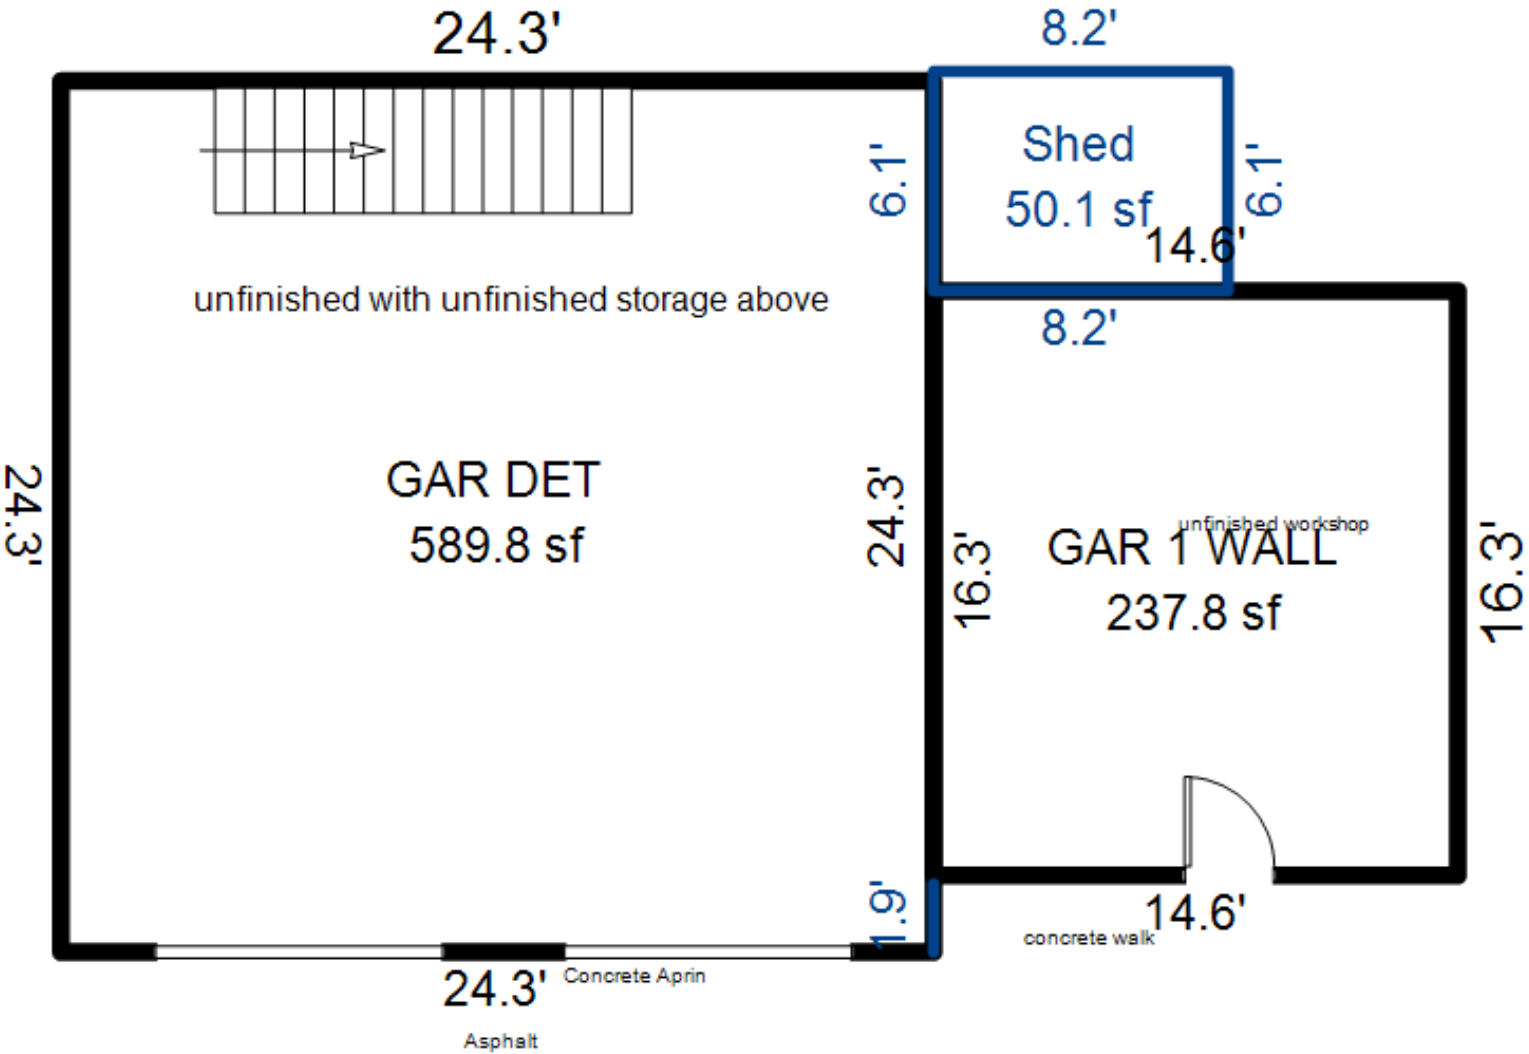 24.3'
8.2'
Shed
50.1 sf
6.1'
6.1'
14.6'
8.2'
unfinished with unfinished storage above
GAR DET
589.8 sf
24.3'
24.3'
unfinished workshop
GAR 1 WALL
237.8 sf
16.3'
16.3'
1.9'
14.6'
concrete walk
24.3'
Concrete Aprin
Asphalt